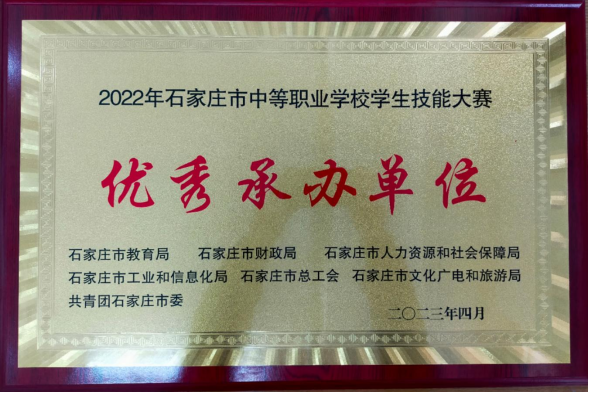 2022年石家庄市中等职业学校学生技能大赛
优秀承办单位
石家庄市教育局 石家庄市财政局 石家庄市人力资源和社会保障局
石家庄市工业和信息化局 石家庄市总工会 石家庄市文化广电和旅游局
共青团石家庄市委
二〇二三年四月